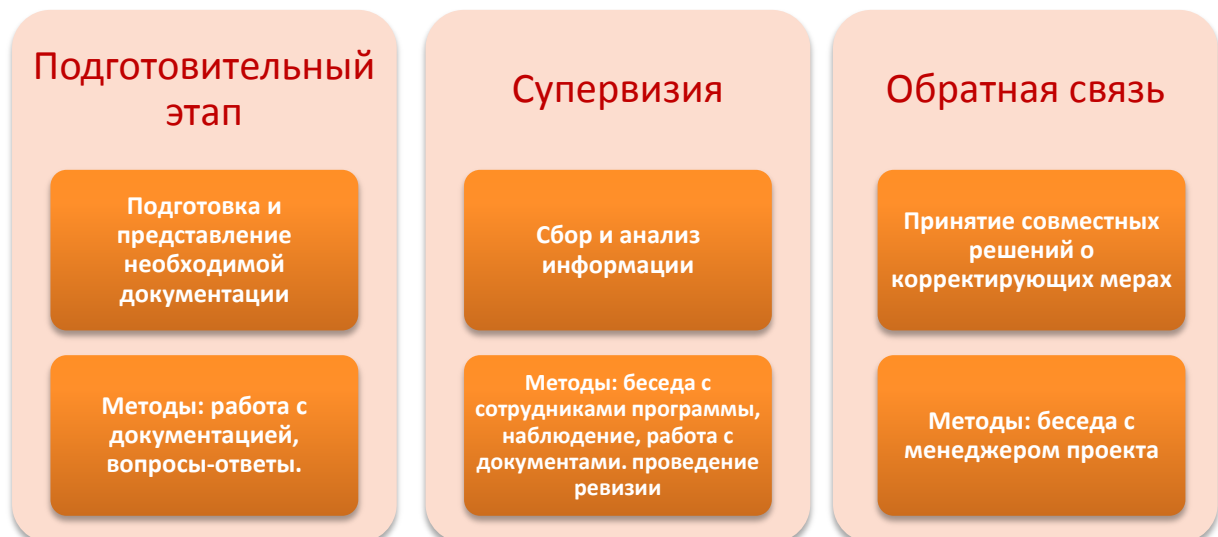 Подготовительный
этап
Подготовка и
представление
необходимой
документации
Методы: работа с
документацией,
вопросы-ответы.
Супервизия
Сбор и анализ
информации
Методы: беседа с
сотрудниками программы,
наблюдение, работа с
документами. проведение
ревизии
Обратная связь
Принятие совместных
решений о
корректирующих мерах
Методы: беседа с
менеджером проекта